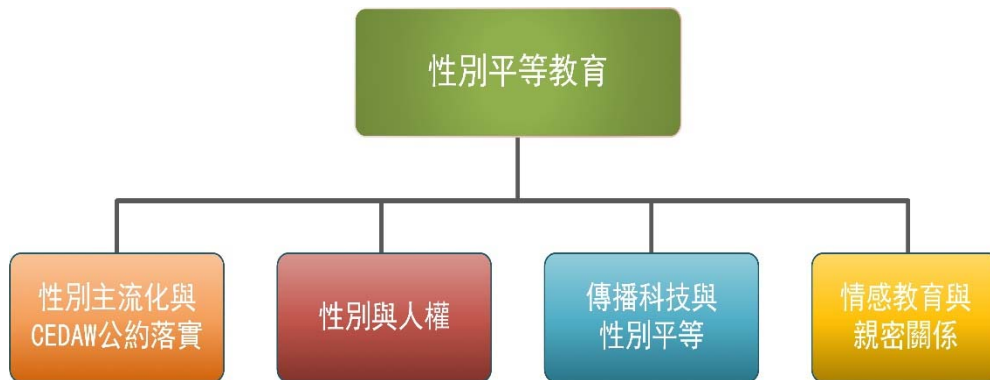 性別平等教育
性別主流化與
CEDAW公約落實
性別與人權
傳播科技與
性別平等
情感教育與
親密關係